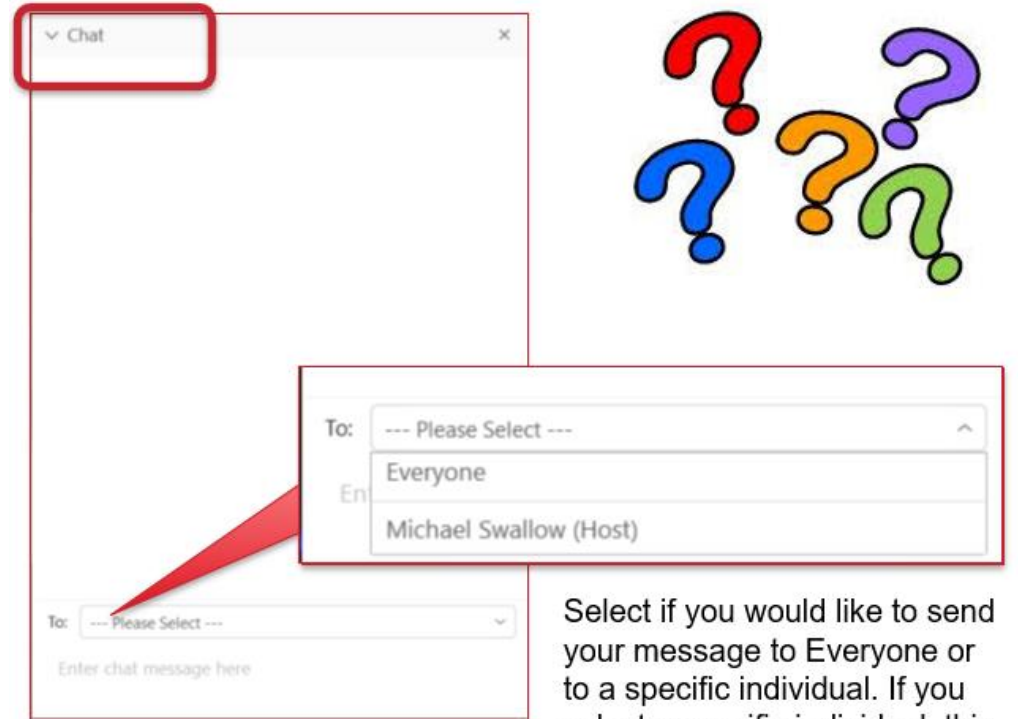 Chat
To: --- Please Select ---
Everyone
En
Michael Swallow (Host)
To: --- Please Select ---
Enter chat message here
Select if you would like to send
your message to Everyone or
to a specific individual. If you